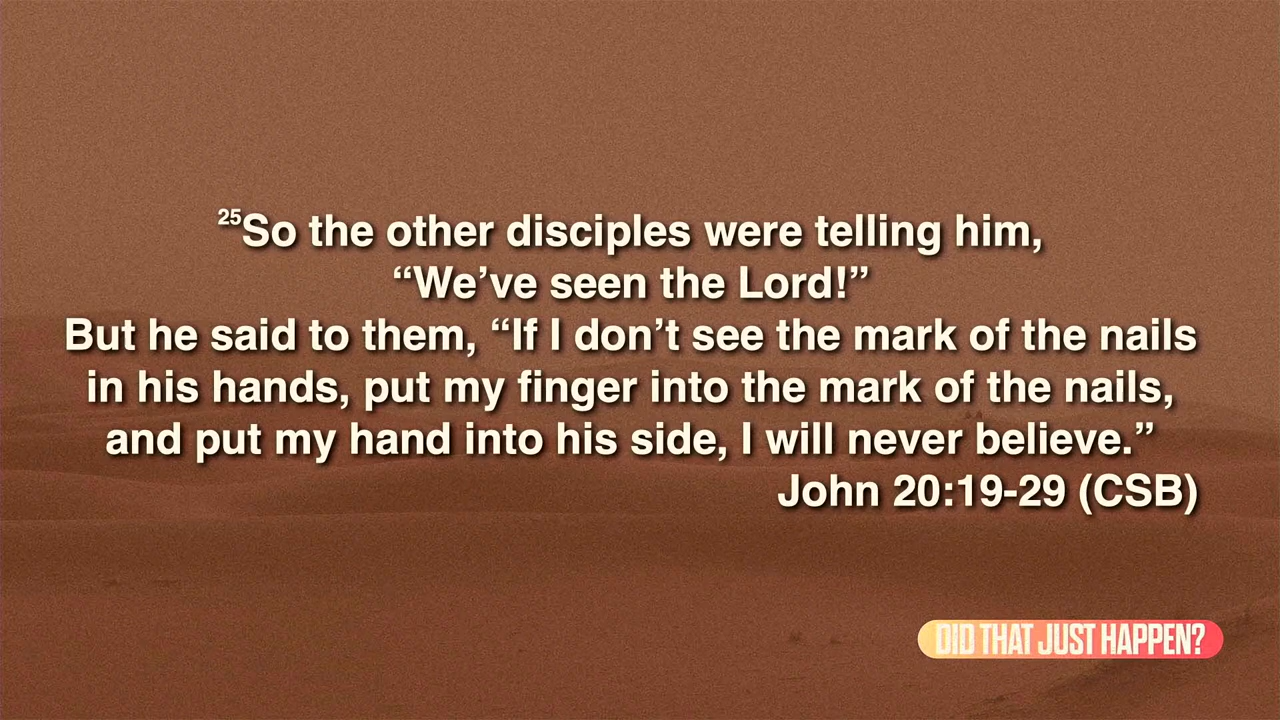 25So the other disciples were telling him,
“We’ve seen the Lord!”
But he said to them, “If I don’t see the mark of the nails
in his hands, put my finger into the mark of the nails,
and put my hand into his side, I will never believe.”
John 20:19-29 (CSB)
DID THAT JUST HAPPEN?